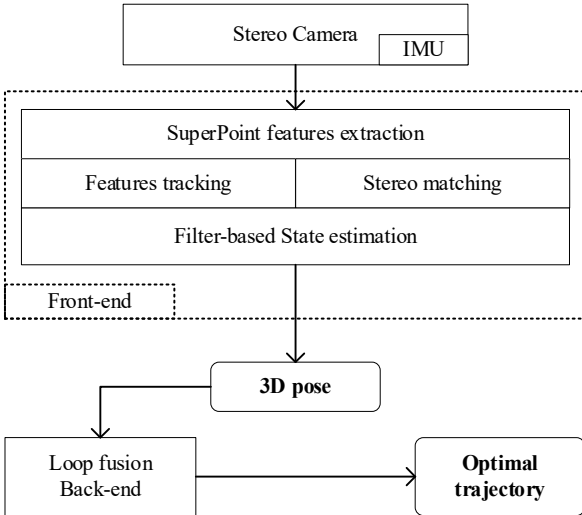 Stereo Camera
IMU
SuperPoint features extraction
Features tracking
Stereo matching
Filter-based State estimation
Front-end
3D pose
Loop fusion
Back-end
Optimal
trajectory